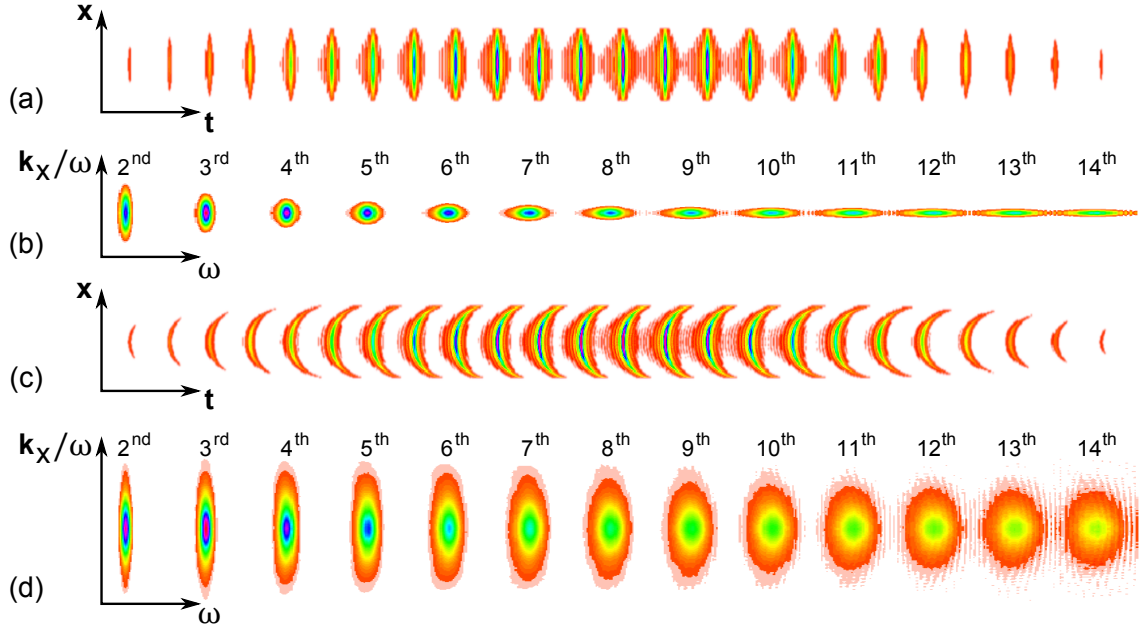 x
(a)
t
k_x/ω 2nd 3rd 4th 5th 6th 7th 8th 9th 10th 11th 12th 13th 14th
(b)
ω
x
(c)
t
k_x/ω 2nd 3rd 4th 5th 6th 7th 8th 9th 10th 11th 12th 13th 14th
(d)
ω